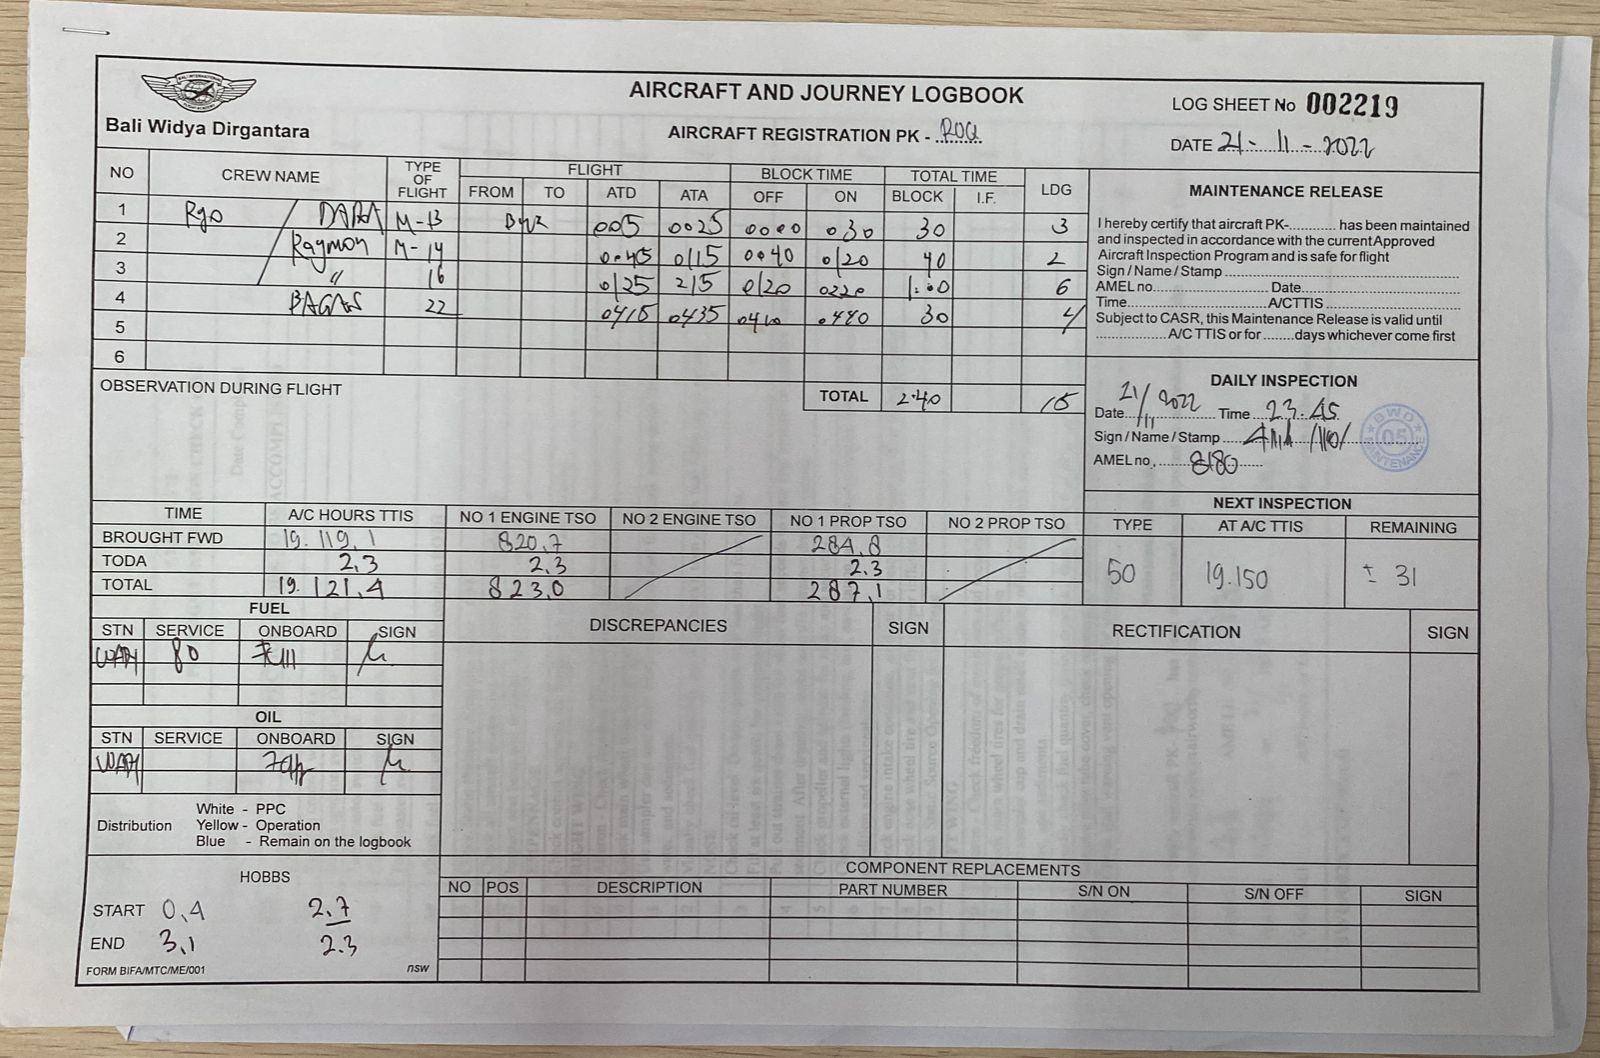 AIRCRAFT AND JOURNEY LOGBOOK
LOG SHEET No 002219
Bali Widya Dirgantara
AIRCRAFT REGISTRATION PK - ROQ
DATE 21-11-2022
NO CREW NAME TYPE OF FLIGHT FLIGHT BLOCK TIME TOTAL TIME LDG
FROM TO ATD ATA OFF ON BLOCK I.F.
1 Ryo / DARA M-13 005 0025 0000 030 30 3
2 Raymon M-14 0045 0115 0040 0120 40 2
3 " 16 0125 215 0120 0220 1:00 6
4 BAGAS 22 0415 0435 0410 0440 30 4
5
6
OBSERVATION DURING FLIGHT
TOTAL 2:40 15
MAINTENANCE RELEASE
I hereby certify that aircraft PK-............ has been maintained
and inspected in accordance with the current Approved
Aircraft Inspection Program and is safe for flight
Sign / Name / Stamp
AMEL no. Date
Time A/CTTIS
Subject to CASR, this Maintenance Release is valid until
A/C TTIS or for ........days whichever come first
DAILY INSPECTION
Date 21/11 2022 Time 23.45
Sign / Name / Stamp
BWD 05 MAINTENANCE
AMEL no. 8180
NEXT INSPECTION
TYPE AT A/C TTIS REMAINING
50 19.150 ± 31
TIME A/C HOURS TTIS NO 1 ENGINE TSO NO 2 ENGINE TSO NO 1 PROP TSO NO 2 PROP TSO
BROUGHT FWD 19.119,1 820,7 284,8
TODA 2,3 2.3 2.3
TOTAL 19.121,4 823,0 287,1
FUEL
STN SERVICE ONBOARD SIGN
80 Full
OIL
STN SERVICE ONBOARD SIGN
DISCREPANCIES SIGN RECTIFICATION SIGN
Distribution
White - PPC
Yellow - Operation
Blue - Remain on the logbook
HOBBS
START 0,4 2,7
END 3,1 2.3
FORM BIFA/MTC/ME/001
nsw
COMPONENT REPLACEMENTS
NO POS DESCRIPTION PART NUMBER S/N ON S/N OFF SIGN